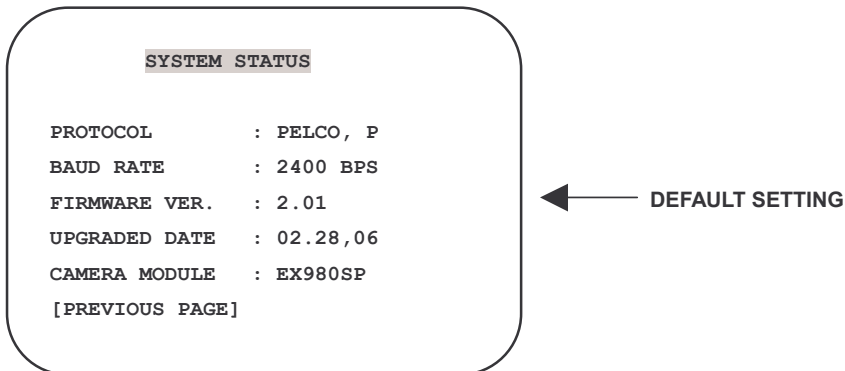 SYSTEM STATUS
PROTOCOL : PELCO, P
BAUD RATE : 2400 BPS
FIRMWARE VER. : 2.01
UPGRADED DATE : 02.28,06
CAMERA MODULE : EX980SP
[PREVIOUS PAGE]
DEFAULT SETTING